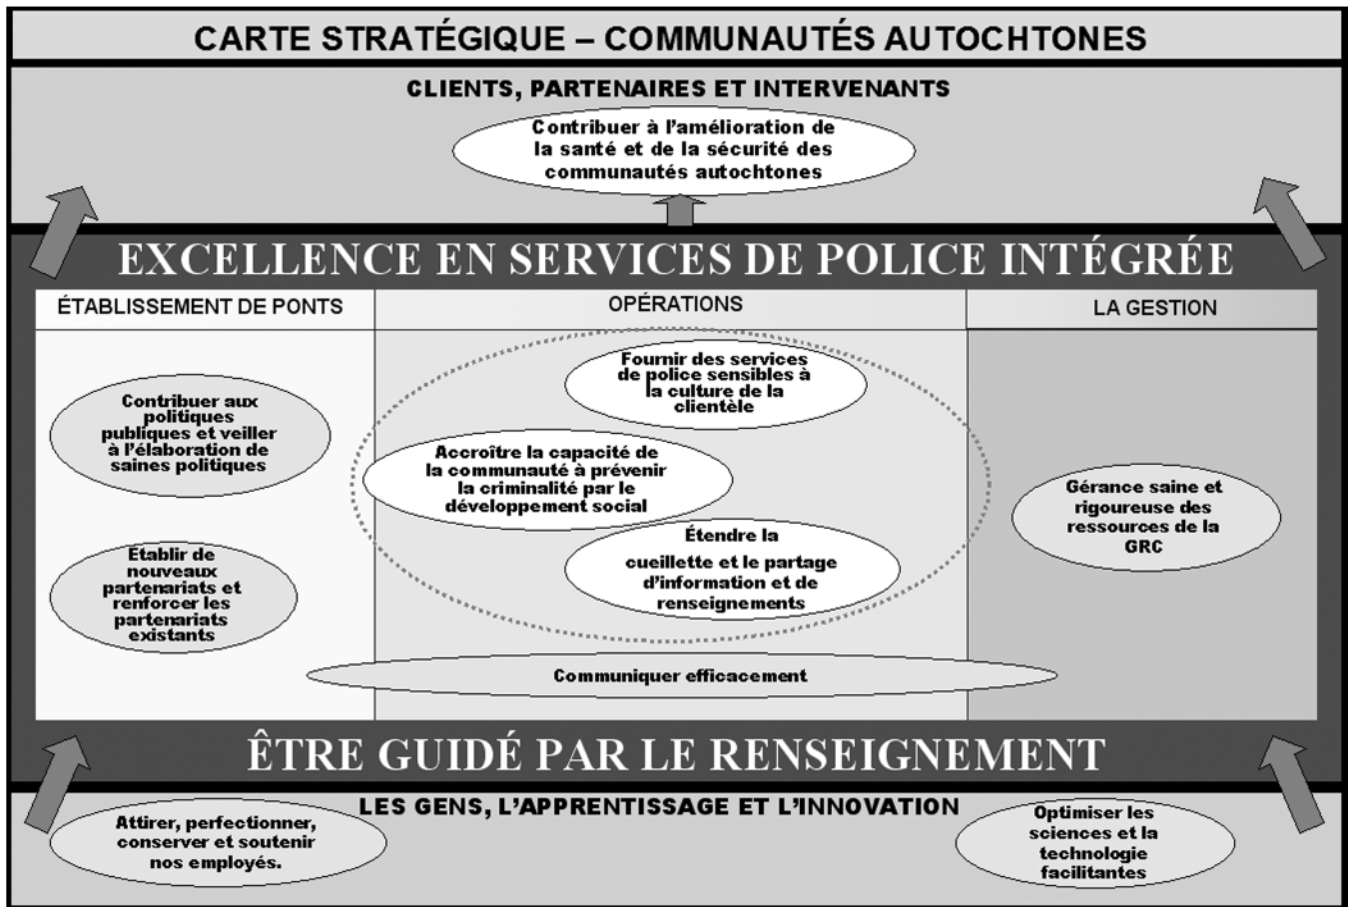 CARTE STRATÉGIQUE – COMMUNAUTÉS AUTOCHTONES
CLIENTS, PARTENAIRES ET INTERVENANTS
Contribuer à l’amélioration de
la santé et de la sécurité des
communautés autochtones
EXCELLENCE EN SERVICES DE POLICE INTÉGRÉE
ÉTABLISSEMENT DE PONTS
Contribuer aux
politiques
publiques et veiller
à l’élaboration de
saines politiques
Établir de
nouveaux
partenariats et
renforcer les
partenariats
existants
OPÉRATIONS
Fournir des services
de police sensibles à
la culture de la
clientèle
Accroître la capacité de
la communauté à prévenir
la criminalité par le
développement social
Étendre la
cueillette et le partage
d’information et de
renseignements
LA GESTION
Gérance saine et
rigoureuse des
ressources de la
GRC
Communiquer efficacement
ÊTRE GUIDÉ PAR LE RENSEIGNEMENT
LES GENS, L’APPRENTISSAGE ET L’INNOVATION
Attirer, perfectionner,
conserver et soutenir
nos employés.
Optimiser les
sciences et la
technologie
facilitantes